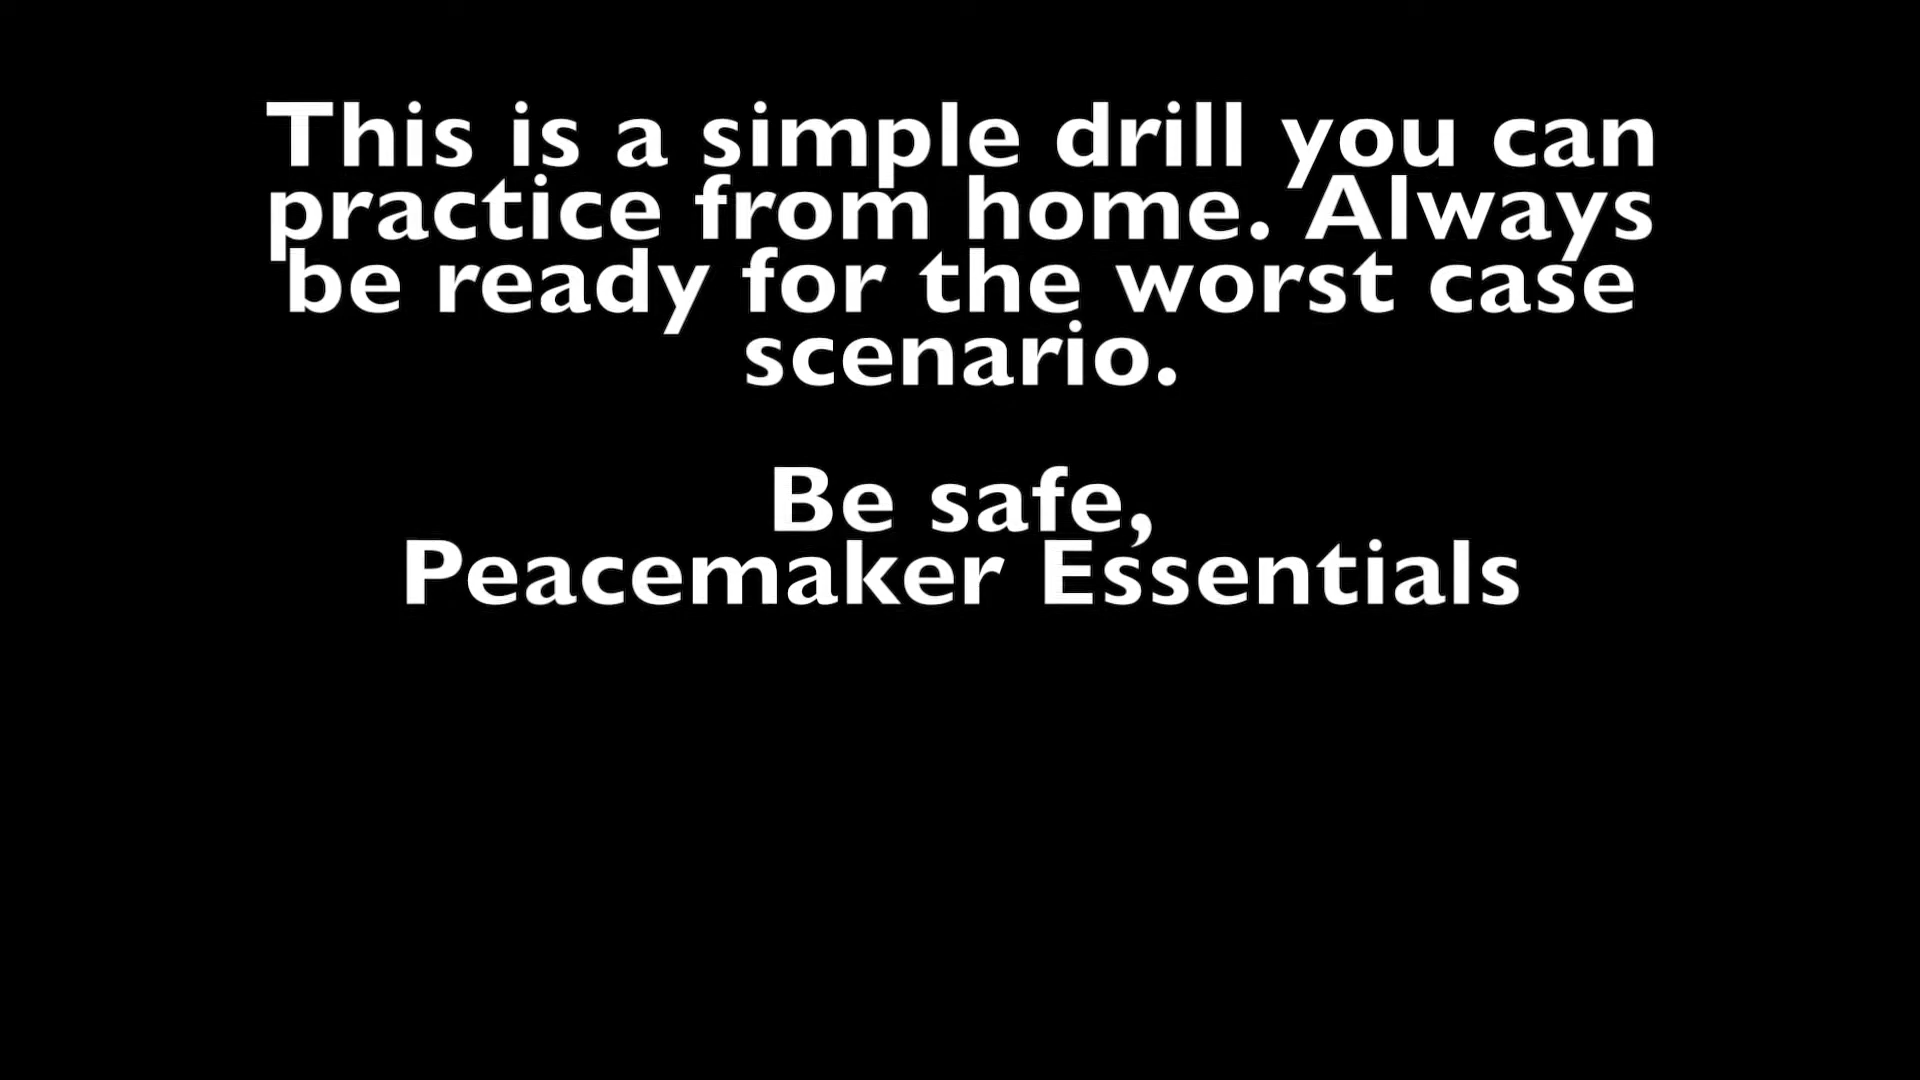 This is a simple drill you can
practice from home. Always
be ready for the worst case
scenario.
Be safe,
Peacemaker Essentials